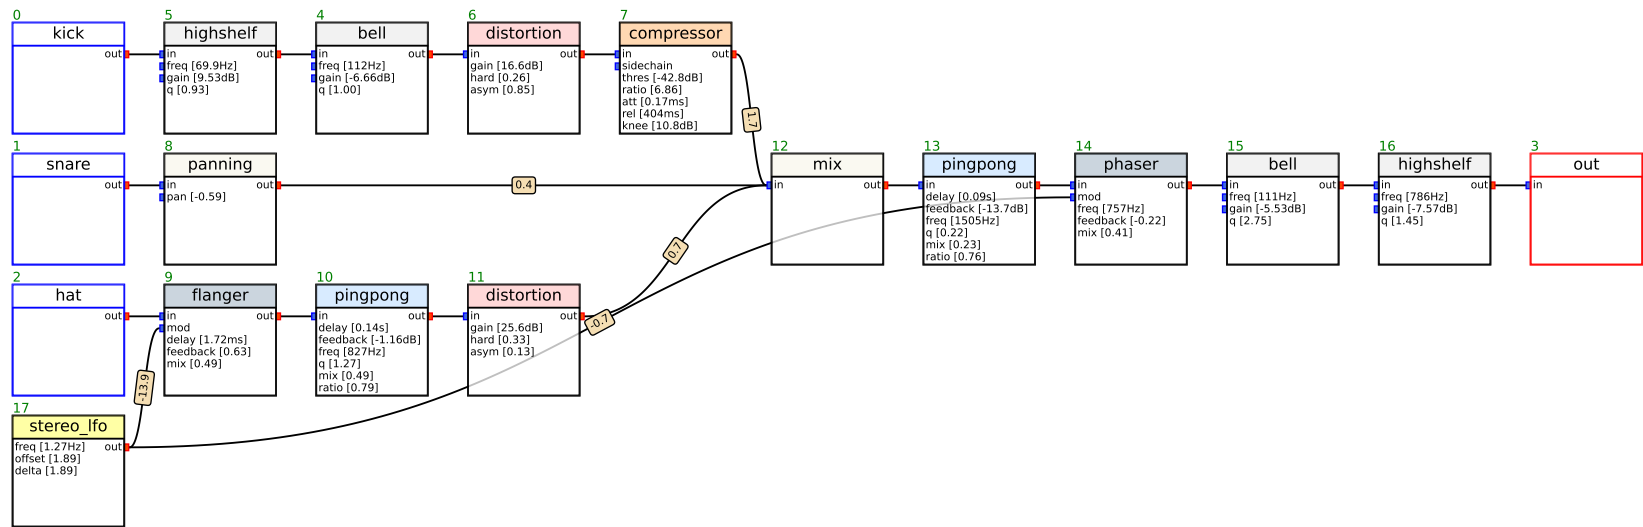 0
kick
out
5
highshelf
in out
freq [69.9Hz]
gain [9.53dB]
q [0.93]
4
bell
in out
freq [112Hz]
gain [-6.66dB]
q [1.00]
6
distortion
in out
gain [16.6dB]
hard [0.26]
asym [0.85]
7
compressor
in out
sidechain
thres [-42.8dB]
ratio [6.86]
att [0.17ms]
rel [404ms]
knee [10.8dB]
1.7
1
snare
out
8
panning
in out
pan [-0.59]
0.4
12
mix
in out
13
pingpong
in out
delay [0.09s]
feedback [-13.7dB]
freq [1505Hz]
q [0.22]
mix [0.23]
ratio [0.76]
14
phaser
in out
mod
freq [757Hz]
feedback [-0.22]
mix [0.41]
15
bell
in out
freq [111Hz]
gain [-5.53dB]
q [2.75]
16
highshelf
in out
freq [786Hz]
gain [-7.57dB]
q [1.45]
3
out
in
0.7
2
hat
out
9
flanger
in out
mod
delay [1.72ms]
feedback [0.63]
mix [0.49]
10
pingpong
in out
delay [0.14s]
feedback [-1.16dB]
freq [827Hz]
q [1.27]
mix [0.49]
ratio [0.79]
11
distortion
in out
gain [25.6dB]
hard [0.33]
asym [0.13]
-0.7
-13.9
17
stereo_lfo
freq [1.27Hz] out
offset [1.89]
delta [1.89]